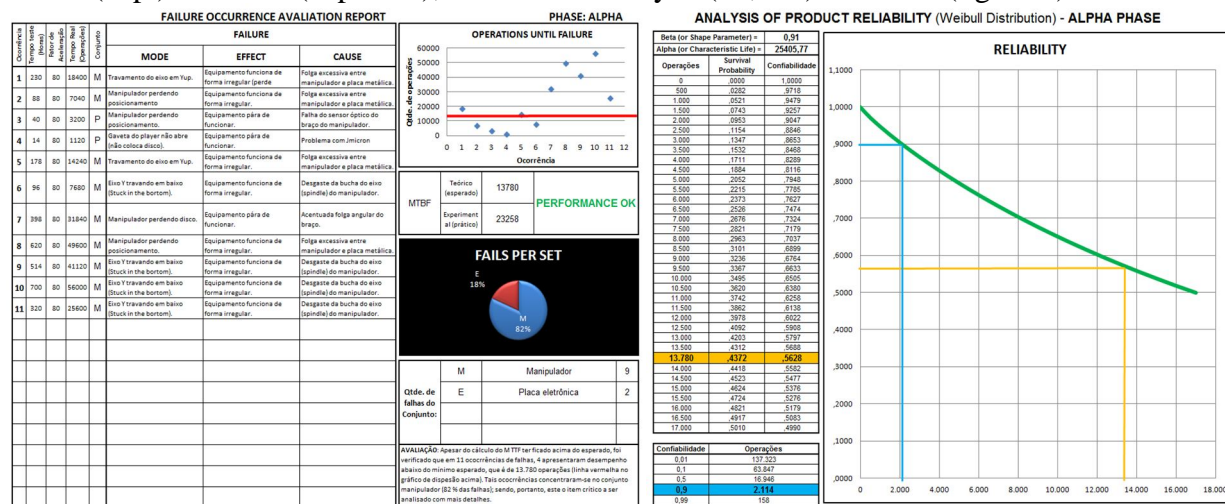 FAILURE OCCURRENCE AVALIATION REPORT PHASE: ALPHA
Ocorrência Tempo teste (Horas) Fator de Aceleração Tempo Real (Operações) Conjunto FAILURE
MODE EFFECT CAUSE
1 230 80 18400 M Travamento do eixo em Yup. Equipamento funciona de forma irregular (perde Folga excessiva entre manipulador e placa metálica.
2 88 80 7040 M Manipulador perdendo posicionamento Equipamento funciona de forma irregular. Folga excessiva entre manipulador e placa metálica.
3 40 80 3200 P Manipulador perdendo posicionamento. Equipamento pára de funcionar. Falha do sensor óptico do braço do manipulador.
4 14 80 1120 P Gaveta do player não abre (não coloca disco). Equipamento pára de funcionar. Problema com Jmicron
5 178 80 14240 M Travamento do eixo em Yup. Equipamento funciona de forma irregular. Folga excessiva entre manipulador e placa metálica.
6 96 80 7680 M Eixo Y travando em baixo (Stuck in the bortom). Equipamento funciona de forma irregular. Desgaste da bucha do eixo (spindle) do manipulador.
7 398 80 31840 M Manipulador perdendo disco. Equipamento pára de funcionar. Acentuada folga angular do braço.
8 620 80 49600 M Manipulador perdendo posicionamento. Equipamento funciona de forma irregular. Folga excessiva entre manipulador e placa metálica.
9 514 80 41120 M Eixo Y travando em baixo (Stuck in the bortom). Equipamento funciona de forma irregular. Desgaste da bucha do eixo (spindle) do manipulador.
10 700 80 56000 M Eixo Y travando em baixo (Stuck in the bortom). Equipamento funciona de forma irregular. Desgaste da bucha do eixo (spindle) do manipulador.
11 320 80 25600 M Eixo Y travando em baixo (Stuck in the bortom). Equipamento funciona de forma irregular. Desgaste da bucha do eixo (spindle) do manipulador.
OPERATIONS UNTIL FAILURE
Qtde. de operações
60000
50000
40000
30000
20000
10000
0
0 1 2 3 4 5 6 7 8 9 10 11 12
Ocorrência
MTBF Teórico (esperado) 13780
Experimental (prático) 23258
PERFORMANCE OK
FAILS PER SET
E
18%
M
82%
Qtde. de falhas do Conjunto:
M Manipulador 9
E Placa eletrônica 2
AVALIAÇÃO: Apesar do cálculo do MTTF ter ficado acima do esperado, foi
verificado que em 11 ococrrências de falhas, 4 apresentaram desempenho
abaixo do mínimo esperado, que é de 13.780 operações (linha vermelha no
gráfico de dispesão acima). Tais ocorrências concentraram-se no conjunto
manipulador (82 % das falhas); sendo, portanto, este o item crítico a ser
analisado com mais detalhes.
ANALYSIS OF PRODUCT RELIABILITY (Weibull Distribution) - ALPHA PHASE
Beta (or Shape Parameter) = 0,91
Alpha (or Characteristic Life) = 25405,77
Operações Survival Probability Confiabilidade
0 ,0000 1,0000
500 ,0282 ,9718
1.000 ,0521 ,9479
1.500 ,0743 ,9257
2.000 ,0953 ,9047
2.500 ,1154 ,8846
3.000 ,1347 ,8653
3.500 ,1532 ,8468
4.000 ,1711 ,8289
4.500 ,1884 ,8116
5.000 ,2052 ,7948
5.500 ,2215 ,7785
6.000 ,2373 ,7627
6.500 ,2526 ,7474
7.000 ,2676 ,7324
7.500 ,2821 ,7179
8.000 ,2963 ,7037
8.500 ,3101 ,6899
9.000 ,3236 ,6764
9.500 ,3367 ,6633
10.000 ,3495 ,6505
10.500 ,3620 ,6380
11.000 ,3742 ,6258
11.500 ,3862 ,6138
12.000 ,3978 ,6022
12.500 ,4092 ,5908
13.000 ,4203 ,5797
13.500 ,4312 ,5688
13.780 ,4372 ,5628
14.000 ,4418 ,5582
14.500 ,4523 ,5477
15.000 ,4624 ,5376
15.500 ,4724 ,5276
16.000 ,4821 ,5179
16.500 ,4917 ,5083
17.000 ,5010 ,4990
Confiabilidade Operações
0,01 137.323
0,1 63.847
0,5 16.946
0,9 2.114
0,99 158
RELIABILITY
1,1000
1,0000
,9000
,8000
,7000
,6000
,5000
,4000
,3000
,2000
,1000
,0000
0 2.000 4.000 6.000 8.000 10.000 12.000 14.000 16.000 18.000